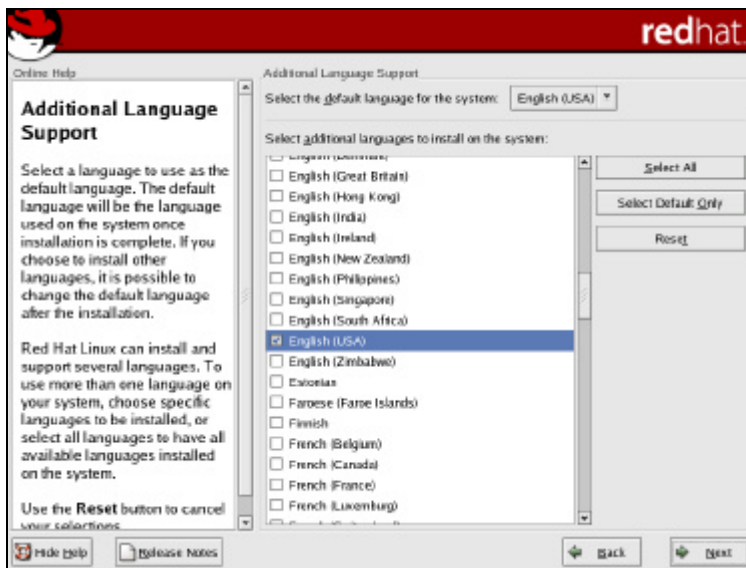 redhat.
Online Help
Additional Language
Support
Select a language to use as the
default language. The default
language will be the language
used on the system once
installation is complete. If you
choose to install other
languages, it is possible to
change the default language
after the installation.
Red Hat Linux can install and
support several languages. To
use more than one language on
your system, choose specific
languages to be installed, or
select all languages to have all
available languages installed
on the system.
Use the Reset button to cancel
your selections.
Additional Language Support
Select the default language for the system: English (USA)
Select additional languages to install on the system:
English (Denmark)
English (Great Britain)
English (Hong Kong)
English (India)
English (Ireland)
English (New Zealand)
English (Philippines)
English (Singapore)
English (South Africa)
English (USA)
English (Zimbabwe)
Estonian
Faroese (Faroe Islands)
Finnish
French (Belgium)
French (Canada)
French (France)
French (Luxemburg)
Select All
Select Default Only
Reset
Hide Help
Release Notes
Back
Next